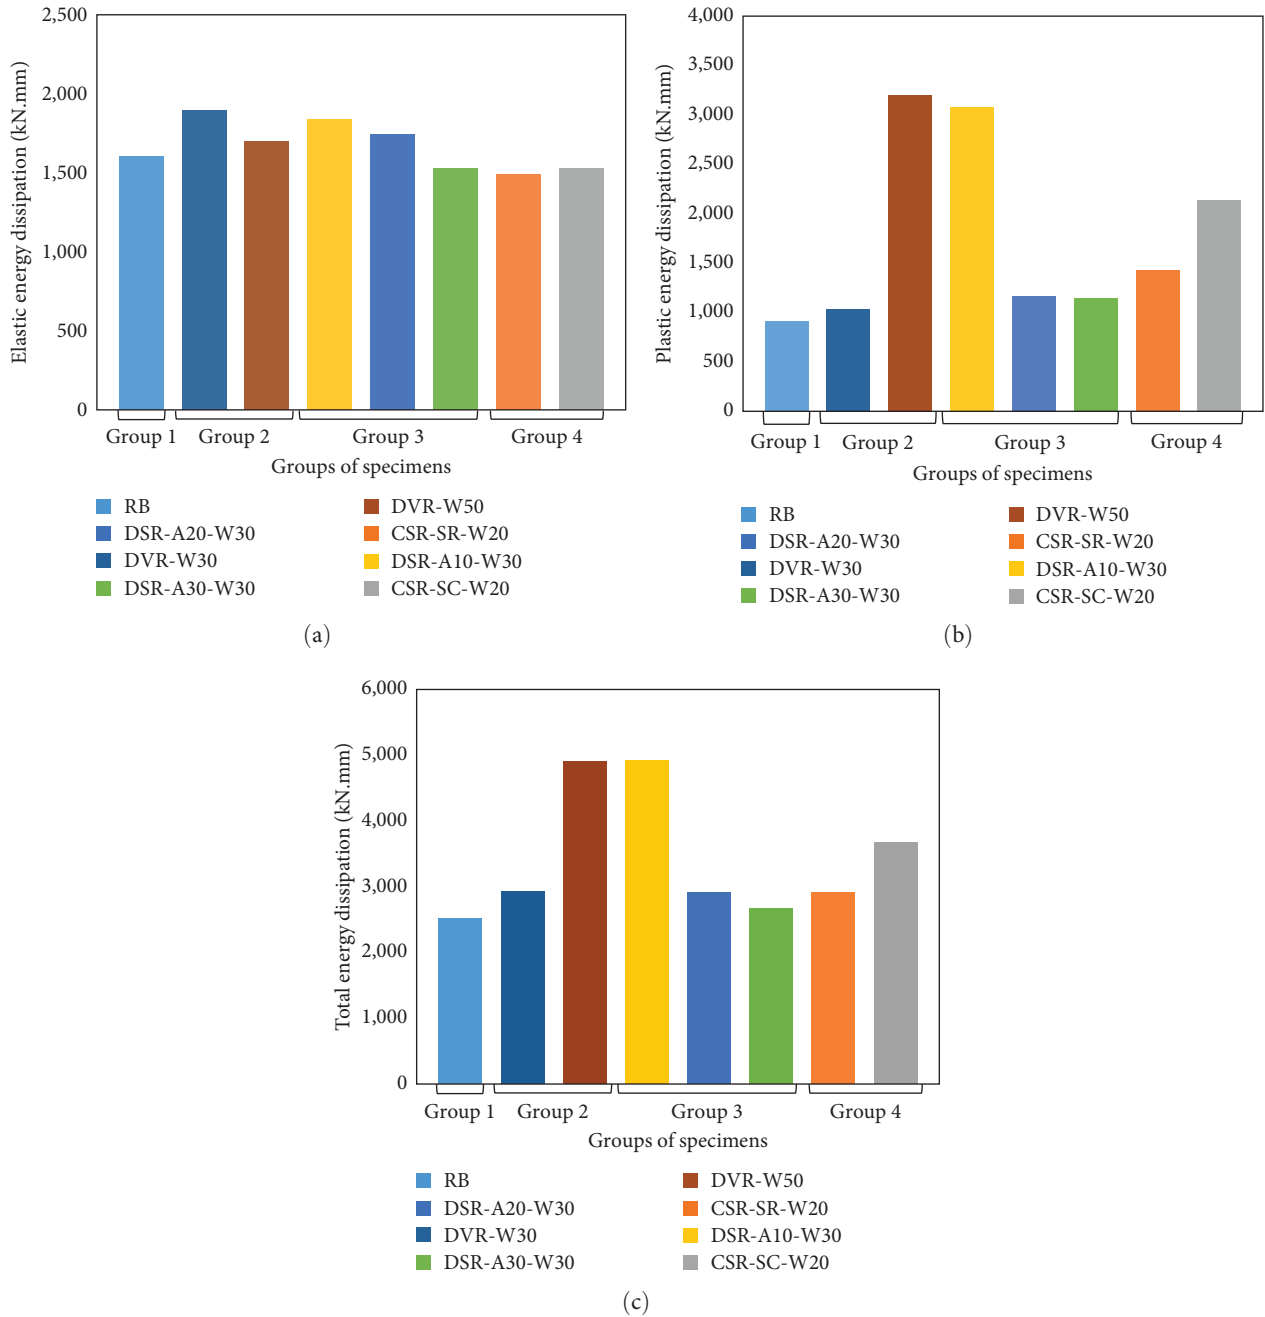 Elastic energy dissipation (kN.mm)
2,500
2,000
1,500
1,000
500
0
Group 1 Group 2 Group 3 Group 4
Groups of specimens
RB
DSR-A20-W30
DVR-W30
DSR-A30-W30
DVR-W50
CSR-SR-W20
DSR-A10-W30
CSR-SC-W20
(a)
Plastic energy dissipation (kN.mm)
4,000
3,500
3,000
2,500
2,000
1,500
1,000
500
0
Group 1 Group 2 Group 3 Group 4
Groups of specimens
RB
DSR-A20-W30
DVR-W30
DSR-A30-W30
DVR-W50
CSR-SR-W20
DSR-A10-W30
CSR-SC-W20
(b)
Total energy dissipation (kN.mm)
6,000
5,000
4,000
3,000
2,000
1,000
0
Group 1 Group 2 Group 3 Group 4
Groups of specimens
RB
DSR-A20-W30
DVR-W30
DSR-A30-W30
DVR-W50
CSR-SR-W20
DSR-A10-W30
CSR-SC-W20
(c)